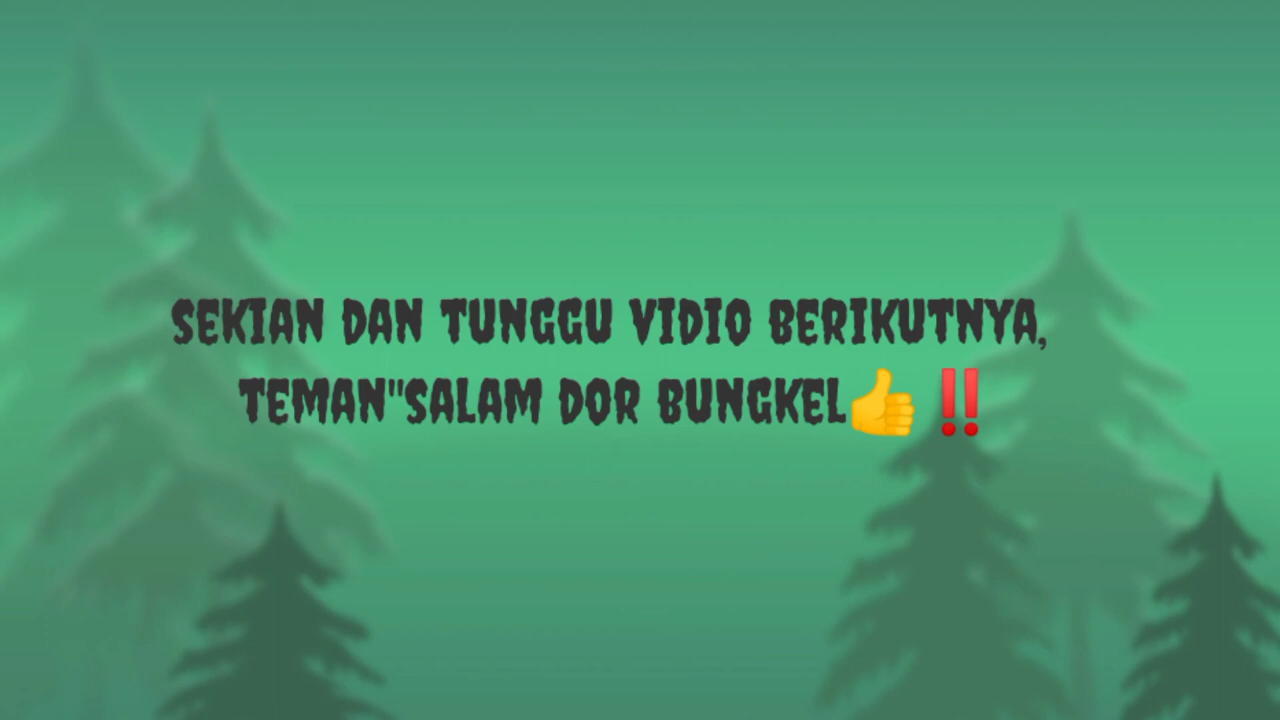 SEKIAN DAN TUNGGU VIDIO BERIKUTNYA,
TEMAN"SALAM DOR BUNGKEL👍‼️